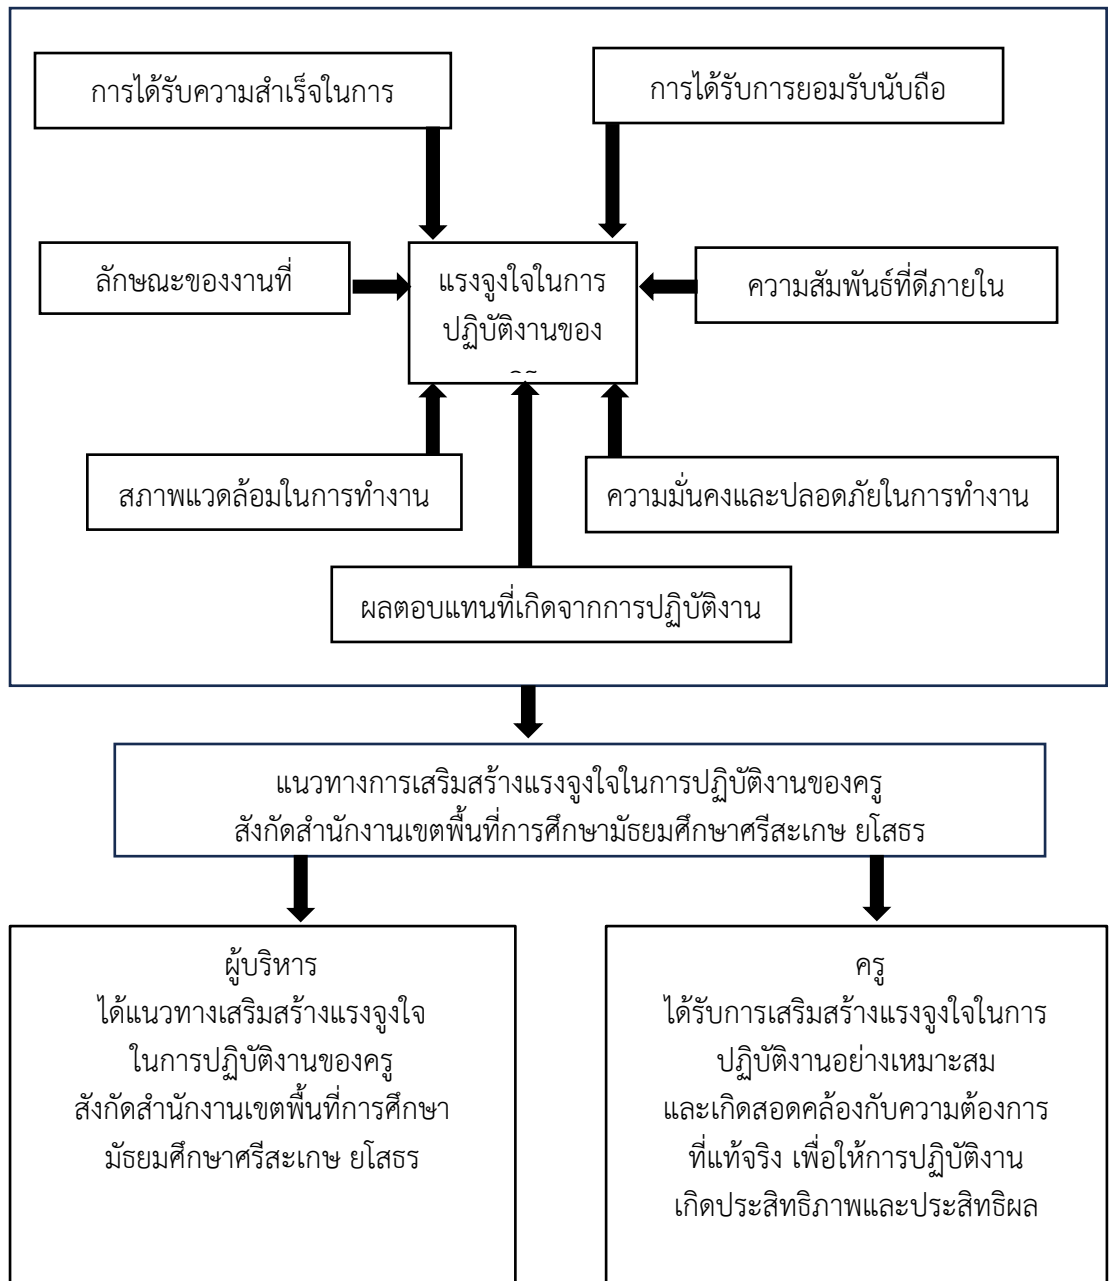 การได้รับความสำเร็จในการ
การได้รับการยอมรับนับถือ
ลักษณะของงานที่
แรงจูงใจในการ
ปฏิบัติงานของ
ความสัมพันธ์ที่ดีภายใน
สภาพแวดล้อมในการทำงาน
ความมั่นคงและปลอดภัยในการทำงาน
ผลตอบแทนที่เกิดจากการปฏิบัติงาน
แนวทางการเสริมสร้างแรงจูงใจในการปฏิบัติงานของครู
สังกัดสำนักงานเขตพื้นที่การศึกษามัธยมศึกษาศรีสะเกษ ยโสธร
ผู้บริหาร
ได้แนวทางเสริมสร้างแรงจูงใจ
ในการปฏิบัติงานของครู
สังกัดสำนักงานเขตพื้นที่การศึกษา
มัธยมศึกษาศรีสะเกษ ยโสธร
ครู
ได้รับการเสริมสร้างแรงจูงใจในการ
ปฏิบัติงานอย่างเหมาะสม
และเกิดสอดคล้องกับความต้องการ
ที่แท้จริง เพื่อให้การปฏิบัติงาน
เกิดประสิทธิภาพและประสิทธิผล